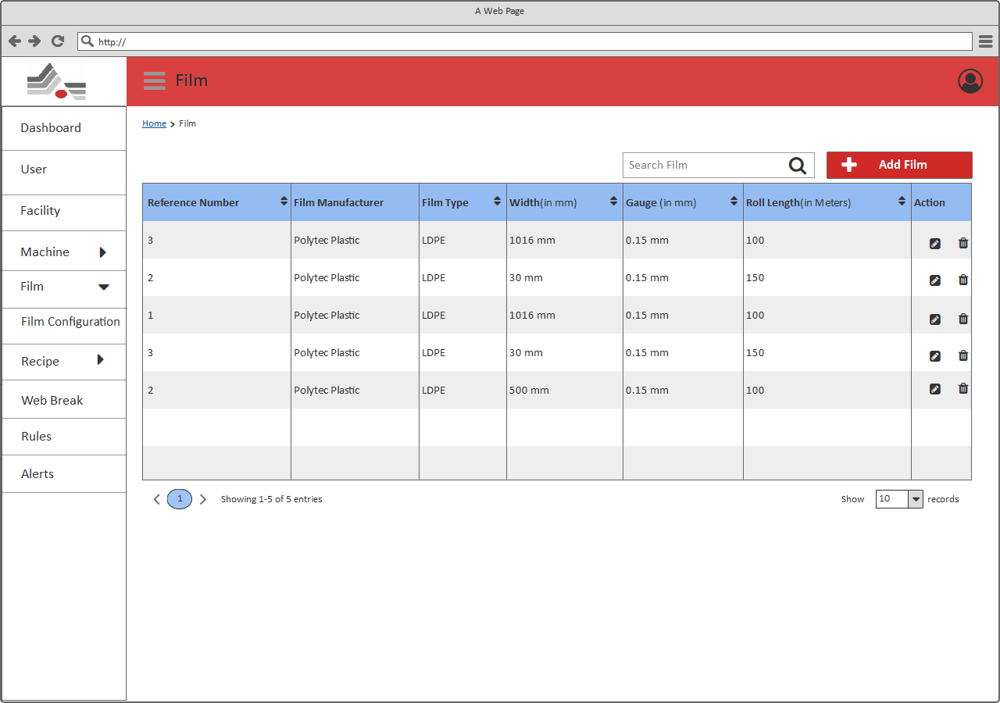 A Web Page
http://
Film
Home > Film
Dashboard
User
Facility
Machine
Film
Film Configuration
Recipe
Web Break
Rules
Alerts
Search Film
Add Film
Reference Number Film Manufacturer Film Type Width(in mm) Gauge (in mm) Roll Length(in Meters) Action
3 Polytec Plastic LDPE 1016 mm 0.15 mm 100
2 Polytec Plastic LDPE 30 mm 0.15 mm 150
1 Polytec Plastic LDPE 1016 mm 0.15 mm 100
3 Polytec Plastic LDPE 30 mm 0.15 mm 150
2 Polytec Plastic LDPE 500 mm 0.15 mm 100
1 Showing 1-5 of 5 entries Show 10 records